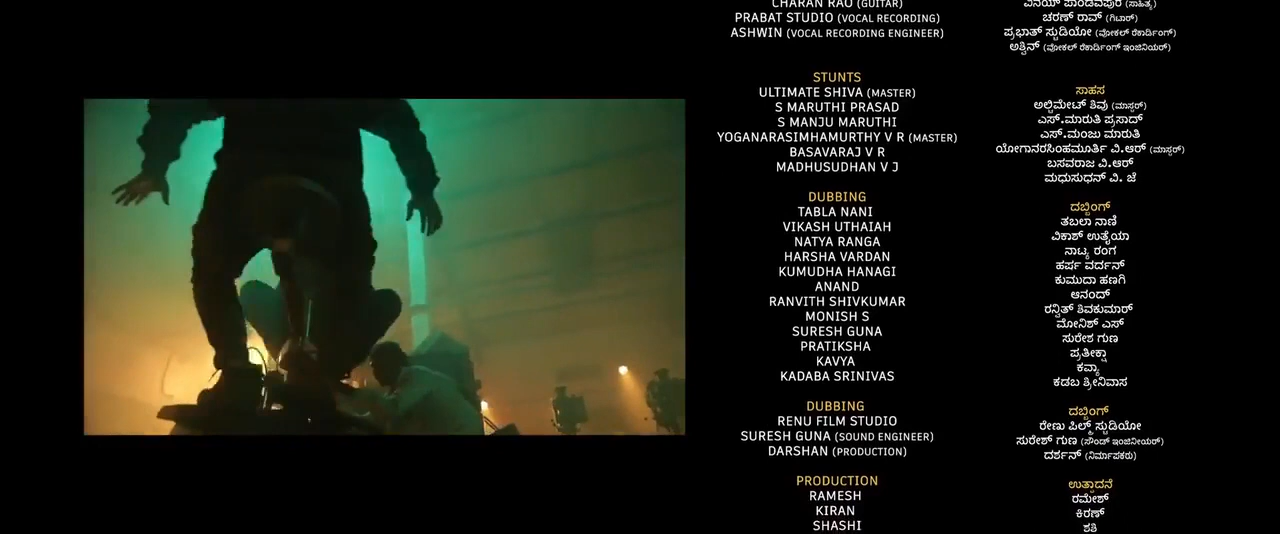 CHARAN RAO (GUITAR)
PRABAT STUDIO (VOCAL RECORDING)
ASHWIN (VOCAL RECORDING ENGINEER)
STUNTS
ULTIMATE SHIVA (MASTER)
S MARUTHI PRASAD
S MANJU MARUTHI
YOGANARASIMHAMURTHY V R (MASTER)
BASAVARAJ V R
MADHUSUDHAN V J
DUBBING
TABLA NANI
VIKASH UTHAIAH
NATYA RANGA
HARSHA VARDAN
KUMUDHA HANAGI
ANAND
RANVITH SHIVKUMAR
MONISH S
SURESH GUNA
PRATIKSHA
KAVYA
KADABA SRINIVAS
DUBBING
RENU FILM STUDIO
SURESH GUNA (SOUND ENGINEER)
DARSHAN (PRODUCTION)
PRODUCTION
RAMESH
KIRAN
SHASHI
ವಿನಯ್ ಪಾಂಡವಪುರ (ಸಾಹಿತ್ಯ)
ಚರಣ್ ರಾವ್ (ಗಿಟಾರ್)
ಪ್ರಭಾತ್ ಸ್ಟುಡಿಯೋ (ವೋಕಲ್ ರೆಕಾರ್ಡಿಂಗ್)
ಅಶ್ವಿನ್ (ವೋಕಲ್ ರೆಕಾರ್ಡಿಂಗ್ ಇಂಜಿನಿಯರ್)
ಸಾಹಸ
ಅಲ್ಟಿಮೇಟ್ ಶಿವು (ಮಾಸ್ಟರ್)
ಎಸ್.ಮಾರುತಿ ಪ್ರಸಾದ್
ಎಸ್.ಮಂಜು ಮಾರುತಿ
ಯೋಗಾನರಸಿಂಹಮೂರ್ತಿ ವಿ.ಆರ್ (ಮಾಸ್ಟರ್)
ಬಸವರಾಜ ವಿ.ಆರ್
ಮಧುಸುಧನ್ ವಿ. ಜೆ
ದಬ್ಬಿಂಗ್
ತಬಲಾ ನಾಣಿ
ವಿಕಾಶ್ ಉತ್ತೈಯಾ
ನಾಟ್ಯ ರಂಗ
ಹರ್ಷ ವರ್ದನ್
ಕುಮುದಾ ಹಣಗಿ
ಆನಂದ್
ರನ್ವಿತ್ ಶಿವಕುಮಾರ್
ಮೋನಿಶ್ ಎಸ್
ಸುರೇಶ ಗುಣ
ಪ್ರತೀಕ್ಷಾ
ಕವ್ಯಾ
ಕಡಬ ಶ್ರೀನಿವಾಸ
ದಬ್ಬಿಂಗ್
ರೇಣು ಪಿಲ್ಮ್ ಸ್ಟುಡಿಯೋ
ಸುರೇಶ್ ಗುಣ (ಸೌಂಡ್ ಇಂಜಿನೀಯರ್)
ದರ್ಶನ್ (ನಿರ್ಮಾಪಕರು)
ಉತ್ಪಾದನೆ
ರಮೇಶ್
ಕಿರಣ್
ಶಶಿ